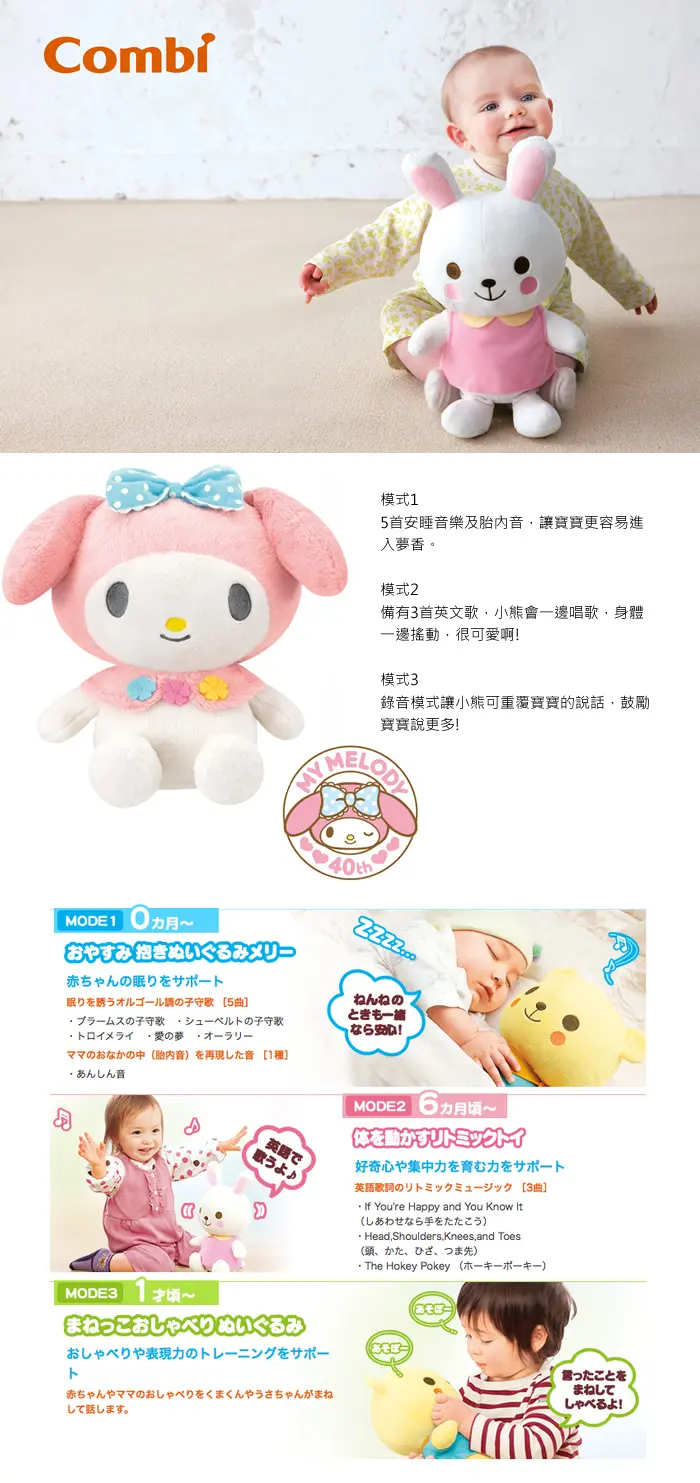 Combi
模式1
5首安睡音樂及胎內音，讓寶寶更容易進
入夢香。
模式2
備有3首英文歌，小熊會一邊唱歌，身體
一邊搖動，很可愛啊!
模式3
錄音模式讓小熊可重覆寶寶的說話，鼓勵
寶寶說更多!
MY MELODY
40th
MODE1 0カ月～
おやすみ 抱きぬいぐるみメリー
赤ちゃんの眠りをサポート
眠りを誘うオルゴール調の子守歌 ［5曲］
・ブラームスの子守歌 ・シューベルトの子守歌
・トロイメライ ・愛の夢 ・オーラリー
ママのおなかの中（胎内音）を再現した音 ［1種］
・あんしん音
Zzzz...
ねんねの
ときも一緒
なら安心!
英語で
歌うよ♪
MODE2 6カ月頃～
体を動かすリトミックトイ
好奇心や集中力を育む力をサポート
英語歌詞のリトミックミュージック ［3曲］
・If You're Happy and You Know It
（しあわせなら手をたたこう）
・Head,Shoulders,Knees,and Toes
（頭、かた、ひざ、つま先）
・The Hokey Pokey （ホーキーポーキー）
MODE3 1才頃～
まねっこおしゃべり ぬいぐるみ
おしゃべりや表現力のトレーニングをサポー
ト
赤ちゃんやママのおしゃべりをくまくんやうさちゃんがまね
して話します。
あそぼー
あそぼー
言ったことを
まねして
しゃべるよ!